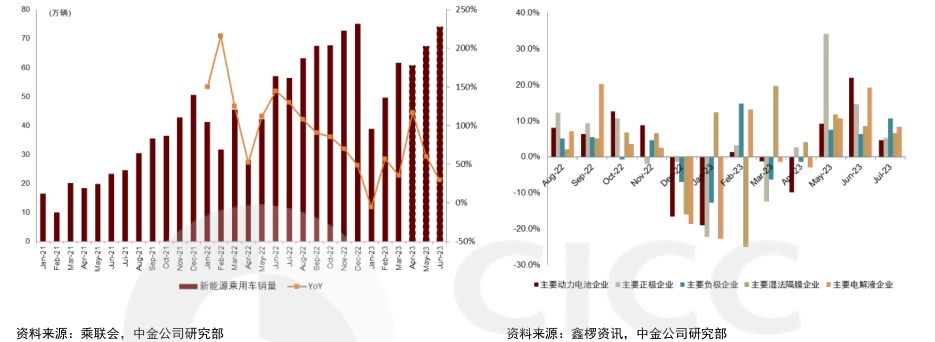 (万辆)
80
70
60
50
40
30
20
10
0
250%
200%
150%
100%
50%
0%
-50%
Jan-21
Feb-21
Mar-21
Apr-21
May-21
Jun-21
Jul-21
Aug-21
Sep-21
Oct-21
Nov-21
Dec-21
Jan-22
Feb-22
Mar-22
Apr-22
May-22
Jun-22
Jul-22
Aug-22
Sep-22
Oct-22
Nov-22
Dec-22
Jan-23
Feb-23
Mar-23
Apr-23
May-23
Jun-23
新能源乘用车销量
YoY
资料来源：乘联会，中金公司研究部
40.0%
30.0%
20.0%
10.0%
0.0%
-10.0%
-20.0%
-30.0%
Aug-22
Sep-22
Oct-22
Nov-22
Dec-22
Jan-23
Feb-23
Mar-23
Apr-23
May-23
Jun-23
Jul-23
主要动力电池企业
主要正极企业
主要负极企业
主要湿法隔膜企业
主要电解液企业
资料来源：鑫椤资讯，中金公司研究部
CICC